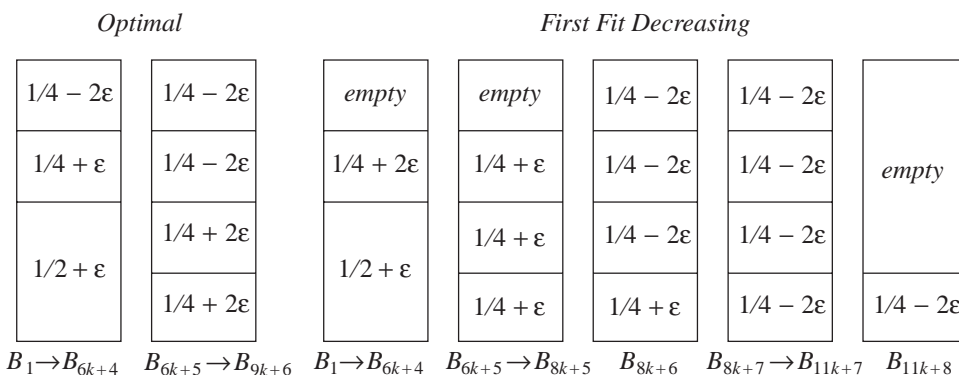 Optimal
First Fit Decreasing
1/4 − 2ε
1/4 + ε
1/2 + ε
B1→B6k+4
1/4 − 2ε
1/4 − 2ε
1/4 + 2ε
1/4 + 2ε
B6k+5→B9k+6
empty
1/4 + 2ε
1/2 + ε
B1→B6k+4
empty
1/4 + ε
1/4 + ε
1/4 + ε
B6k+5→B8k+5
1/4 − 2ε
1/4 − 2ε
1/4 − 2ε
1/4 + ε
B8k+6
1/4 − 2ε
1/4 − 2ε
1/4 − 2ε
1/4 − 2ε
B8k+7→B11k+7
empty
1/4 − 2ε
B11k+8